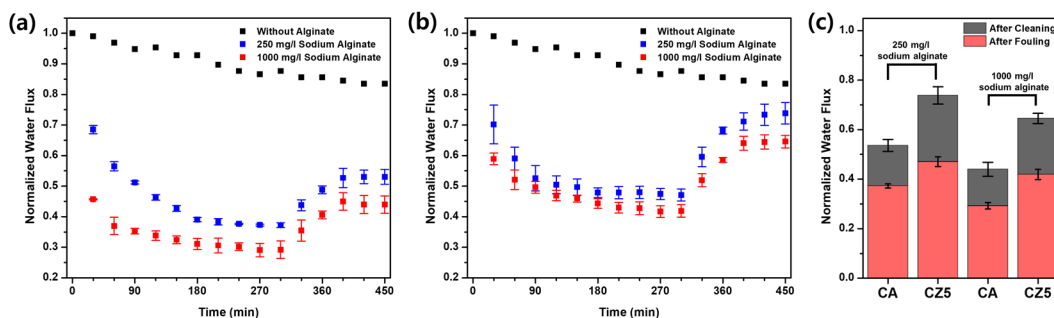 (a)
Without Alginate
250 mg/l Sodium Alginate
1000 mg/l Sodium Alginate
Normalized Water Flux
1.0
0.9
0.8
0.7
0.6
0.5
0.4
0.3
0.2
0 90 180 270 360 450
Time (min)
(b)
Without Alginate
250 mg/l Sodium Alginate
1000 mg/l Sodium Alginate
Normalized Water Flux
1.0
0.9
0.8
0.7
0.6
0.5
0.4
0.3
0.2
0 90 180 270 360 450
Time (min)
(c)
After Cleaning
After Fouling
250 mg/l
sodium alginate
1000 mg/l
sodium alginate
Normalized Water Flux
1.0
0.8
0.6
0.4
0.2
0.0
CA CZ5 CA CZ5